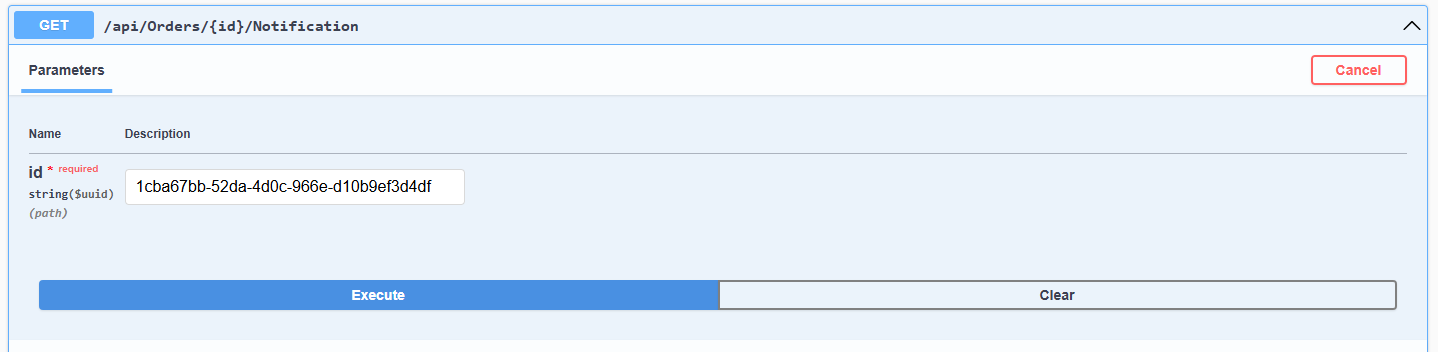 GET /api/Orders/{id}/Notification
Parameters
Cancel
Name Description
id * required
string($uuid)
(path)
1cba67bb-52da-4d0c-966e-d10b9ef3d4df
Execute Clear